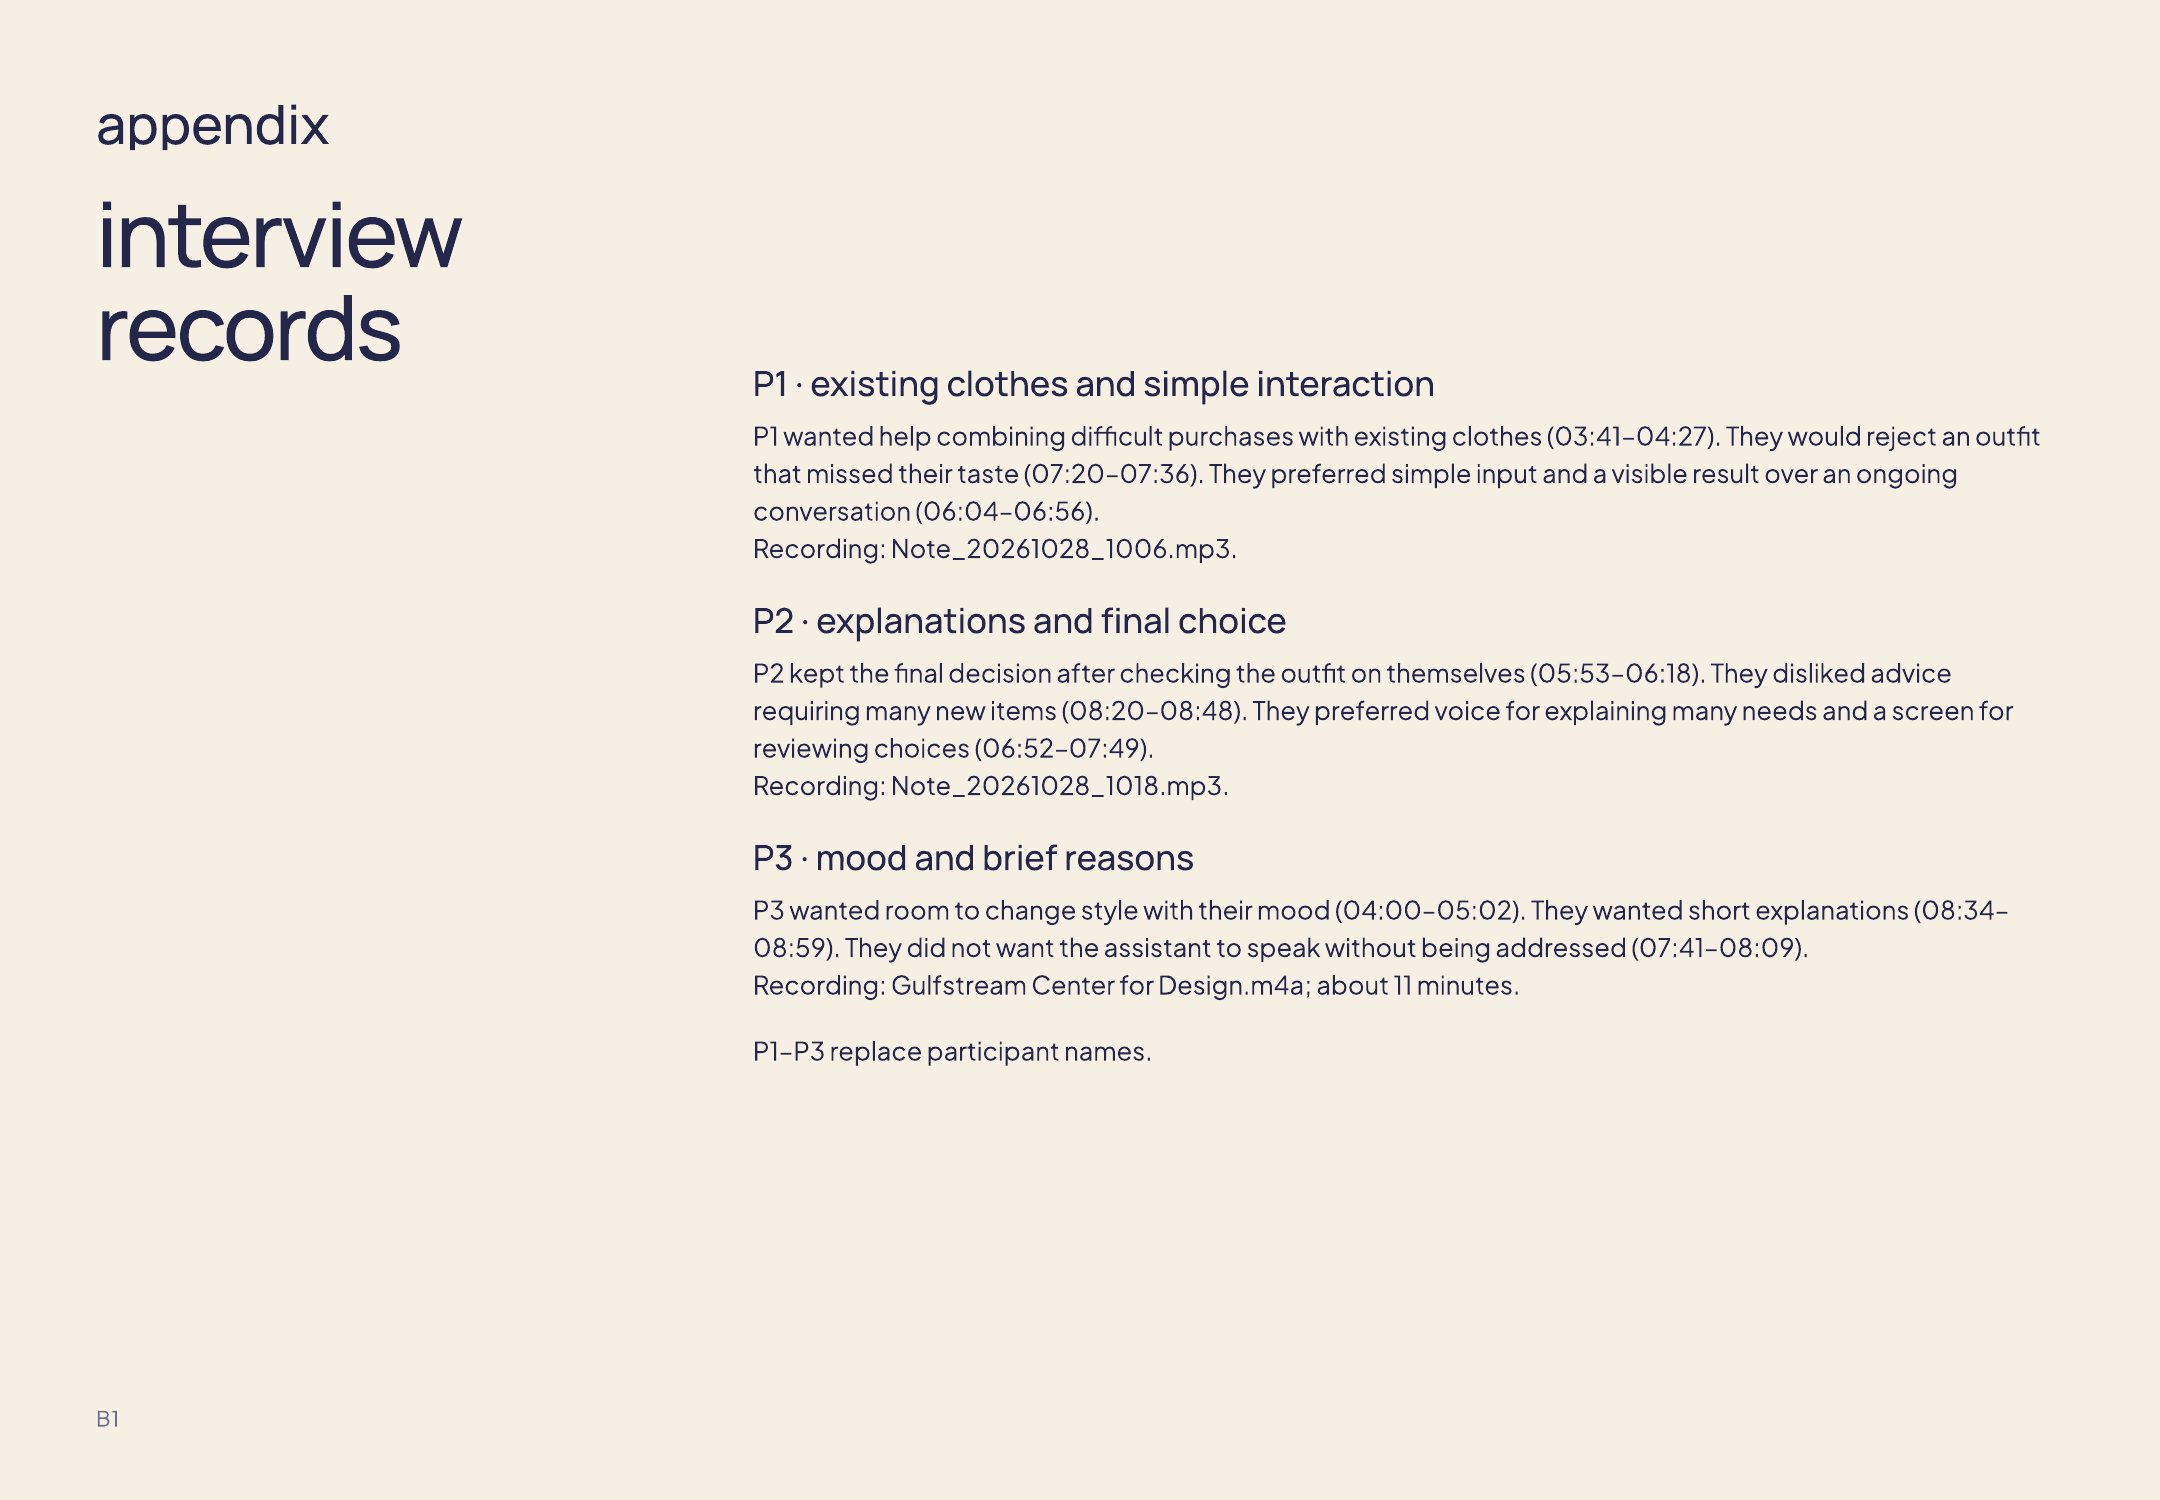 appendix
interview
records
P1 · existing clothes and simple interaction
P1 wanted help combining difficult purchases with existing clothes (03:41–04:27). They would reject an outfit
that missed their taste (07:20–07:36). They preferred simple input and a visible result over an ongoing
conversation (06:04–06:56).
Recording: Note_20261028_1006.mp3.
P2 · explanations and final choice
P2 kept the final decision after checking the outfit on themselves (05:53–06:18). They disliked advice
requiring many new items (08:20–08:48). They preferred voice for explaining many needs and a screen for
reviewing choices (06:52–07:49).
Recording: Note_20261028_1018.mp3.
P3 · mood and brief reasons
P3 wanted room to change style with their mood (04:00–05:02). They wanted short explanations (08:34–
08:59). They did not want the assistant to speak without being addressed (07:41–08:09).
Recording: Gulfstream Center for Design.m4a; about 11 minutes.
P1–P3 replace participant names.
B1